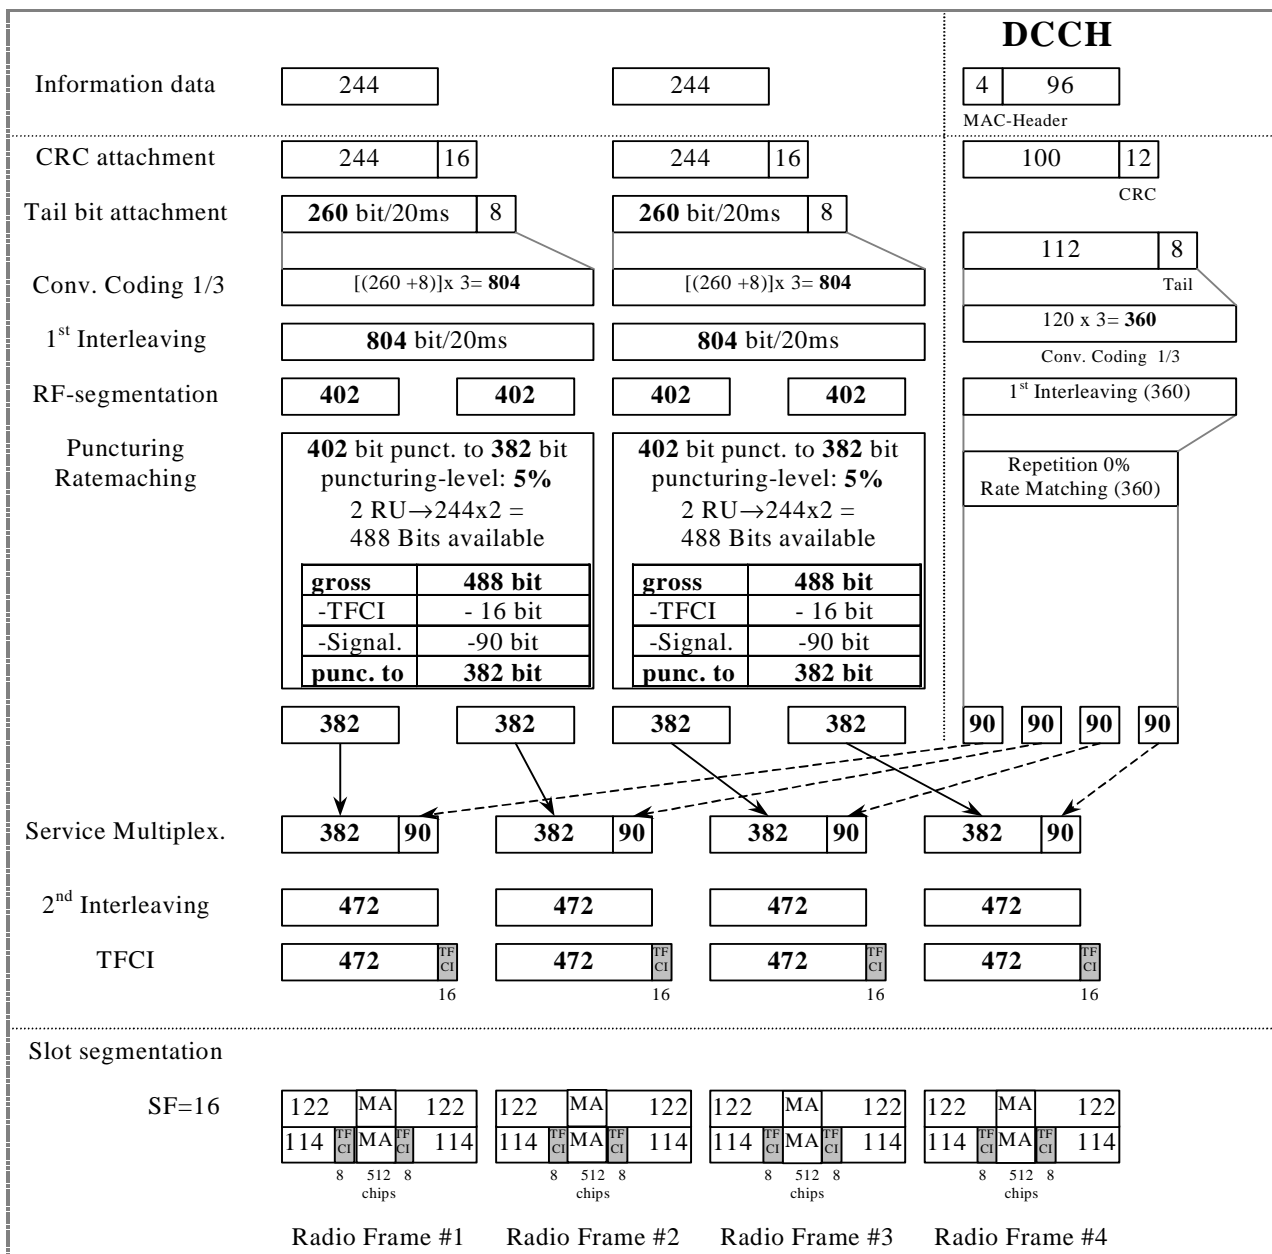 DCCH
Information data 244 244 4 96
MAC-Header
CRC attachment 244 16 244 16 100 12
CRC
Tail bit attachment 260 bit/20ms 8 260 bit/20ms 8
112 8
Tail
Conv. Coding 1/3 [(260 +8)]x 3= 804 [(260 +8)]x 3= 804
120 x 3= 360
Conv. Coding 1/3
1st Interleaving 804 bit/20ms 804 bit/20ms
RF-segmentation 402 402 402 402 1st Interleaving (360)
Puncturing
Ratemaching
402 bit punct. to 382 bit
puncturing-level: 5%
2 RU→244x2 =
488 Bits available
gross 488 bit
-TFCI - 16 bit
-Signal. -90 bit
punc. to 382 bit
402 bit punct. to 382 bit
puncturing-level: 5%
2 RU→244x2 =
488 Bits available
gross 488 bit
-TFCI - 16 bit
-Signal. -90 bit
punc. to 382 bit
Repetition 0%
Rate Matching (360)
382 382 382 382 90 90 90 90
Service Multiplex. 382 90 382 90 382 90 382 90
2nd Interleaving 472 472 472 472
TFCI 472 TF CI 472 TF CI 472 TF CI 472 TF CI
16 16 16 16
Slot segmentation
SF=16 122 MA 122 122 MA 122 122 MA 122 122 MA 122
114 TF CI MA TF CI 114 114 TF CI MA TF CI 114 114 TF CI MA TF CI 114 114 TF CI MA TF CI 114
8 512 8 8 512 8 8 512 8 8 512 8
chips chips chips chips
Radio Frame #1 Radio Frame #2 Radio Frame #3 Radio Frame #4